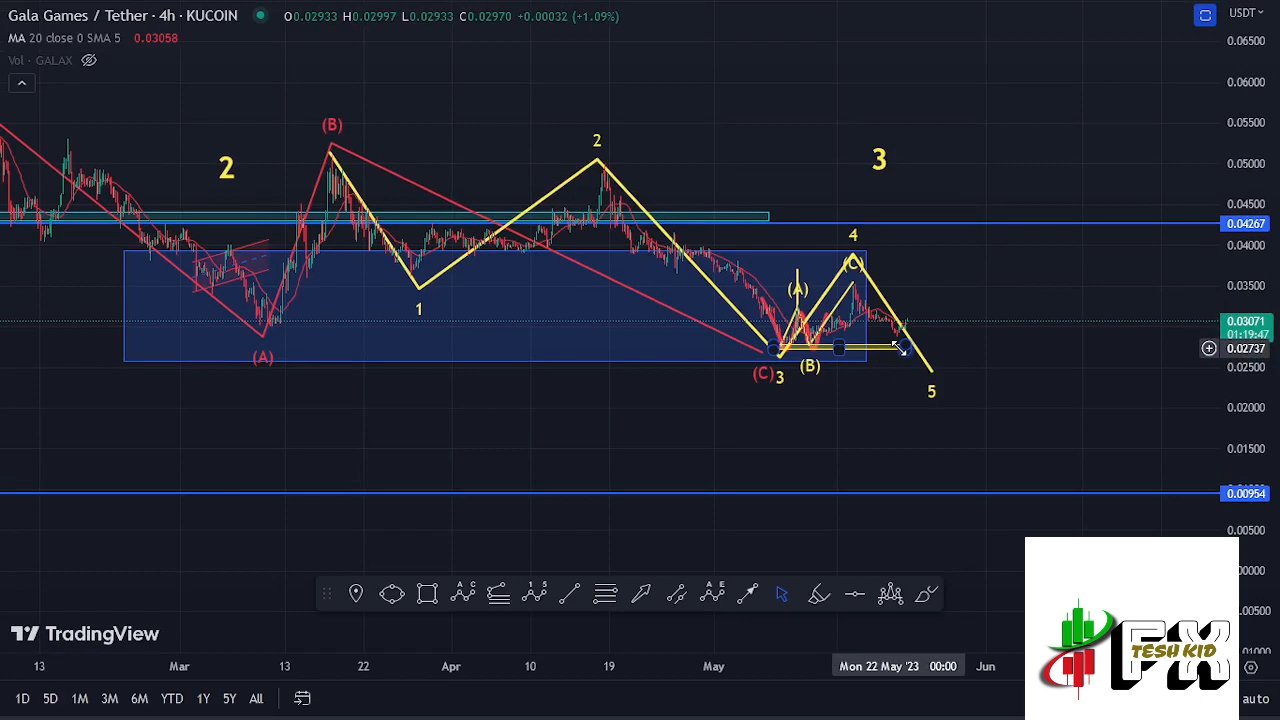 Gala Games / Tether · 4h · KUCOIN O0.02933 H0.02997 L0.02933 C0.02970 +0.00032 (+1.09%)
MA 20 close 0 SMA 5 0.03058
Vol · GALAX
USDT
0.06500
0.06000
0.05500
0.05000
0.04500
0.04267
0.04000
0.03500
0.03071
01:19:47
0.02737
0.02500
0.02000
0.01500
0.00954
0.00500
(B)
2
2
3
4
(C)
(A)
1
(A)
(B)
(C)
3
5
A C
1 5
A E
TradingView
13 Mar 13 22 Apr 10 19 May Mon 22 May '23 00:00 Jun
1D 5D 1M 3M 6M YTD 1Y 5Y All
auto
FX
TESH KID